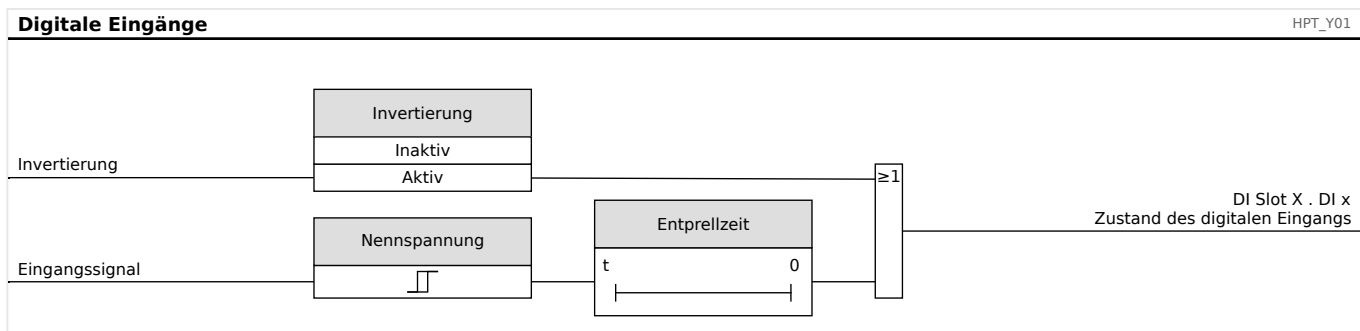 Digitale Eingänge
HPT_Y01
Invertierung
Inaktiv
Invertierung
Aktiv
≥1
DI Slot X . DI x
Zustand des digitalen Eingangs
Nennspannung
Entprellzeit
Eingangssignal
t 0